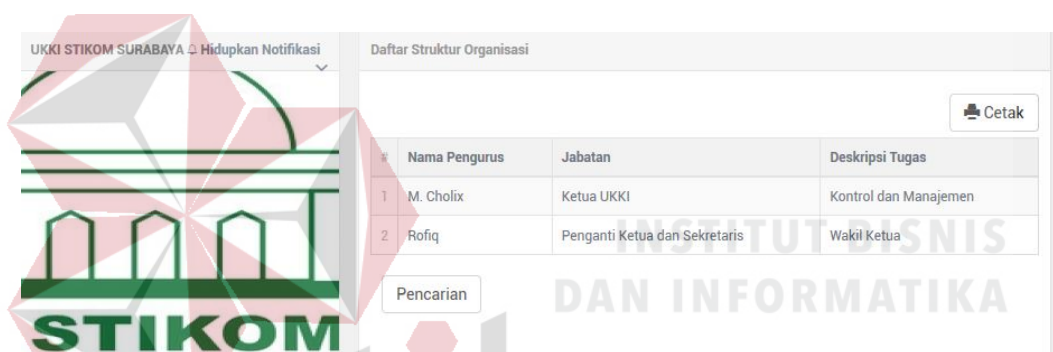 UKKI STIKOM SURABAYA Hidupkan Notifikasi
STIKOM
Daftar Struktur Organisasi
Cetak
# Nama Pengurus Jabatan Deskripsi Tugas
1 M. Cholix Ketua UKKI Kontrol dan Manajemen
2 Rofiq Penganti Ketua dan Sekretaris Wakil Ketua
Pencarian
INSTITUT BISNIS
DAN INFORMATIKA